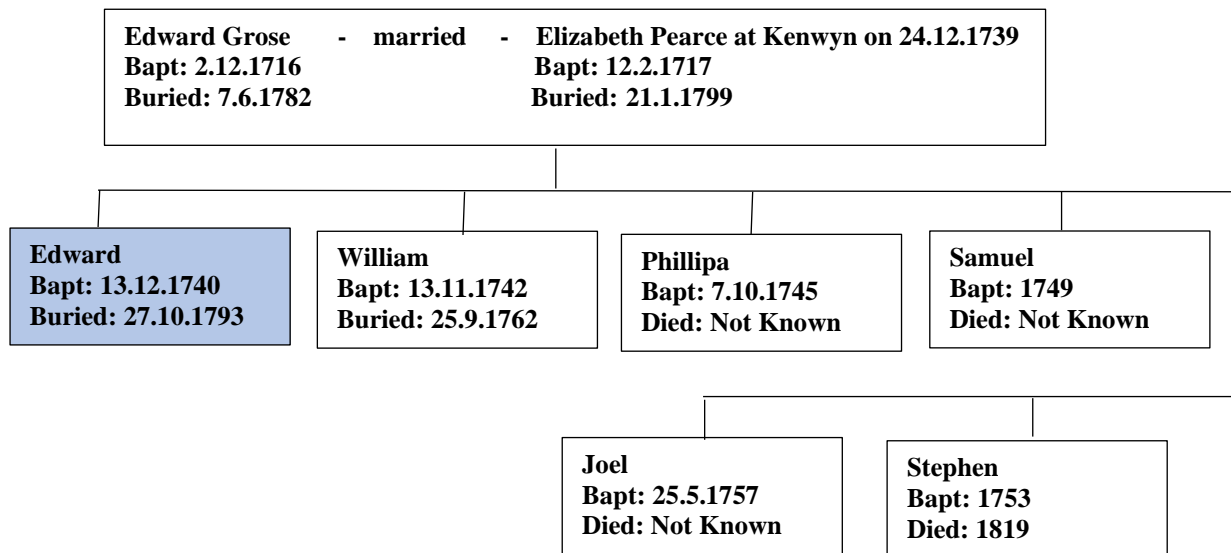 Edward Grose - married - Elizabeth Pearce at Kenwyn on 24.12.1739
Bapt: 2.12.1716 Bapt: 12.2.1717
Buried: 7.6.1782 Buried: 21.1.1799
Edward
Bapt: 13.12.1740
Buried: 27.10.1793
William
Bapt: 13.11.1742
Buried: 25.9.1762
Phillipa
Bapt: 7.10.1745
Died: Not Known
Samuel
Bapt: 1749
Died: Not Known
Joel
Bapt: 25.5.1757
Died: Not Known
Stephen
Bapt: 1753
Died: 1819